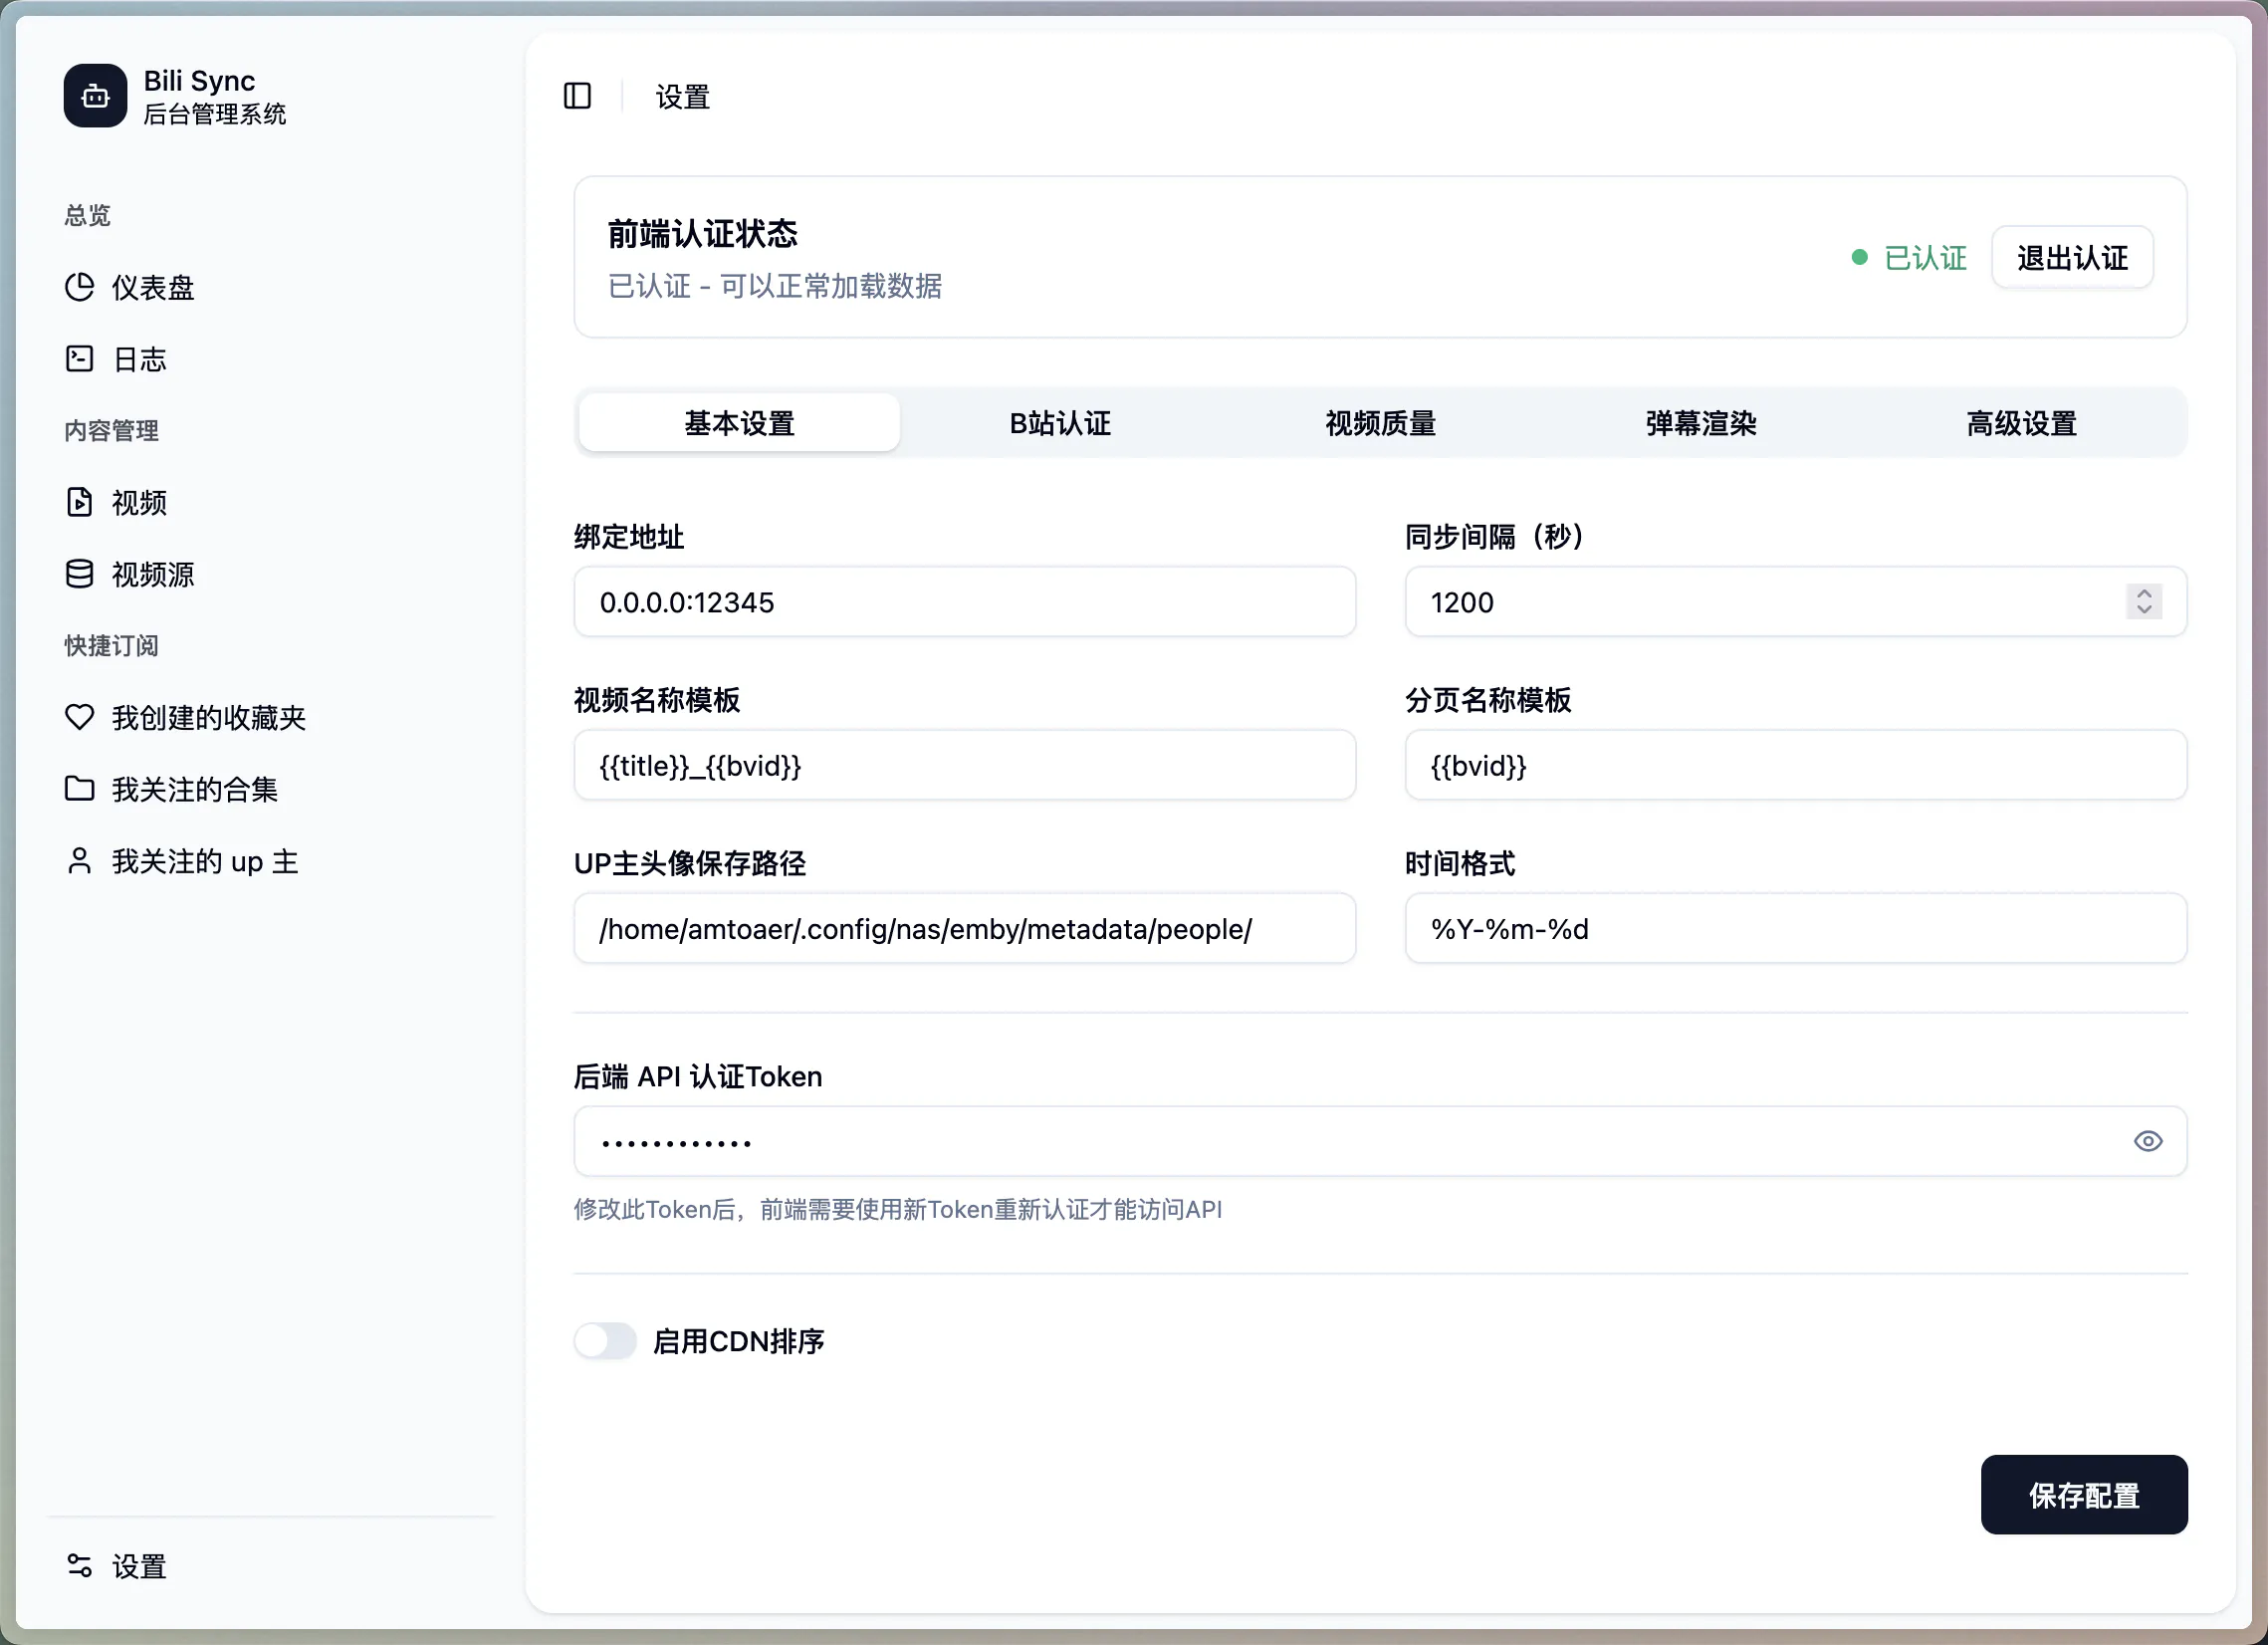 Bili Sync
后台管理系统
总览
仪表盘
日志
内容管理
视频
视频源
快捷订阅
我创建的收藏夹
我关注的合集
我关注的 up 主
设置
设置
前端认证状态
已认证 - 可以正常加载数据
已认证
退出认证
基本设置
B站认证
视频质量
弹幕渲染
高级设置
绑定地址
0.0.0.0:12345
同步间隔（秒）
1200
视频名称模板
{{title}}_{{bvid}}
分页名称模板
{{bvid}}
UP主头像保存路径
/home/amtoaer/.config/nas/emby/metadata/people/
时间格式
%Y-%m-%d
后端 API 认证Token
••••••••••••
修改此Token后，前端需要使用新Token重新认证才能访问API
启用CDN排序
保存配置